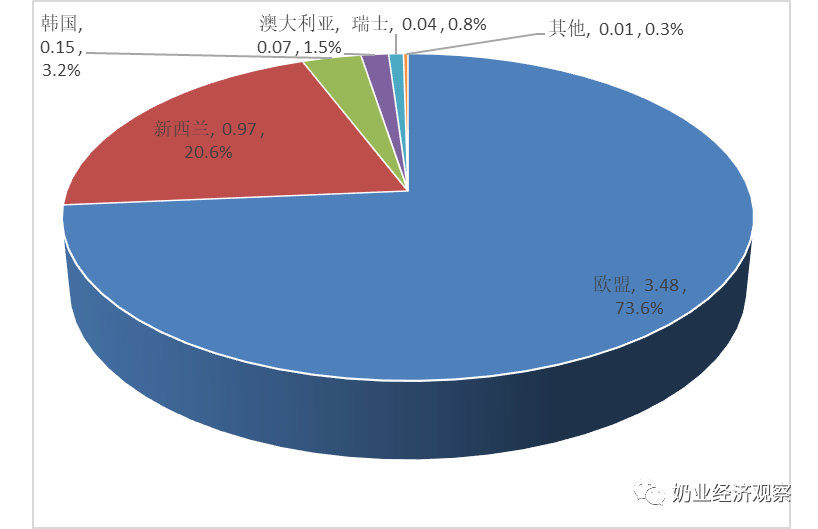 韩国,
0.15,
3.2%
澳大利亚,
0.07, 1.5%
瑞士, 0.04, 0.8%
其他, 0.01, 0.3%
新西兰, 0.97,
20.6%
欧盟, 3.48,
73.6%
奶业经济观察